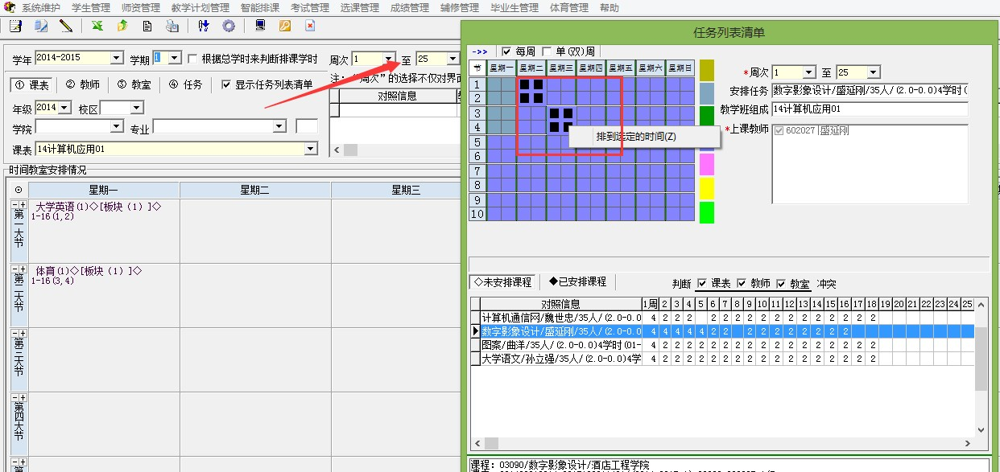 系统维护 学生管理 师资管理 教学计划管理 智能排课 考试管理 选课管理 成绩管理 辅修管理 毕业生管理 体育管理 帮助
学年 2014-2015 学期 1 根据总学时来判断排课学时 周次 1 至 25
① 课表 ② 教师 ③ 教室 ④ 任务 显示任务列表清单 注: “周次”的选择不仅对界面
对照信息
年级 2014 校区
学院 专业
课表 14计算机应用01
时间教室安排情况
星期一 星期二 星期三
第一大节
大学英语(1)◇[板块（1）]◇
1-16(1,2)
第二大节
体育(1)◇[板块（1）]◇
1-16(3,4)
第三大节
第四大节
第
任务列表清单
->> 每周 单(双)周
节 星期一 星期二 星期三 星期四 星期五 星期六 星期日
1
2
3
4
5
6
7
8
9
10
排到选定的时间(Z)
*周次 1 至 25
安排任务 数字影象设计/盛延刚/35人/(2.0-0.0)4学时(
教学班组成 14计算机应用01
*上课教师 602027 盛延刚
◇未安排课程 ◆已安排课程 判断 课表 教师 教室 冲突
对照信息 1周 2 3 4 5 6 7 8 9 10 11 12 13 14 15 16 17 18 19 20 21 22 23 24 25
计算机通信网/魏世忠/35人/(2.0-0.0 4 2 2 2 2 2 2 2 2 2 2 2 2 2 2 2 2
数字影象设计/盛延刚/35人/(2.0-0.0 4 4 4 4 4 2 2 2 2 2 2 2 2 2 2
图案/曲洋/35人/(2.0-0.0)4学时(01- 4 2 2 2 2 2 2 2 2 2 2 2 2 2 2 2 2 2
大学语文/孙立强/35人/(2.0-0.0)4学 4 2 2 2 2 2 2 2 2 2 2 2 2 2 2 2 2 2
课程: 03090/数字影象设计/酒店工程学院